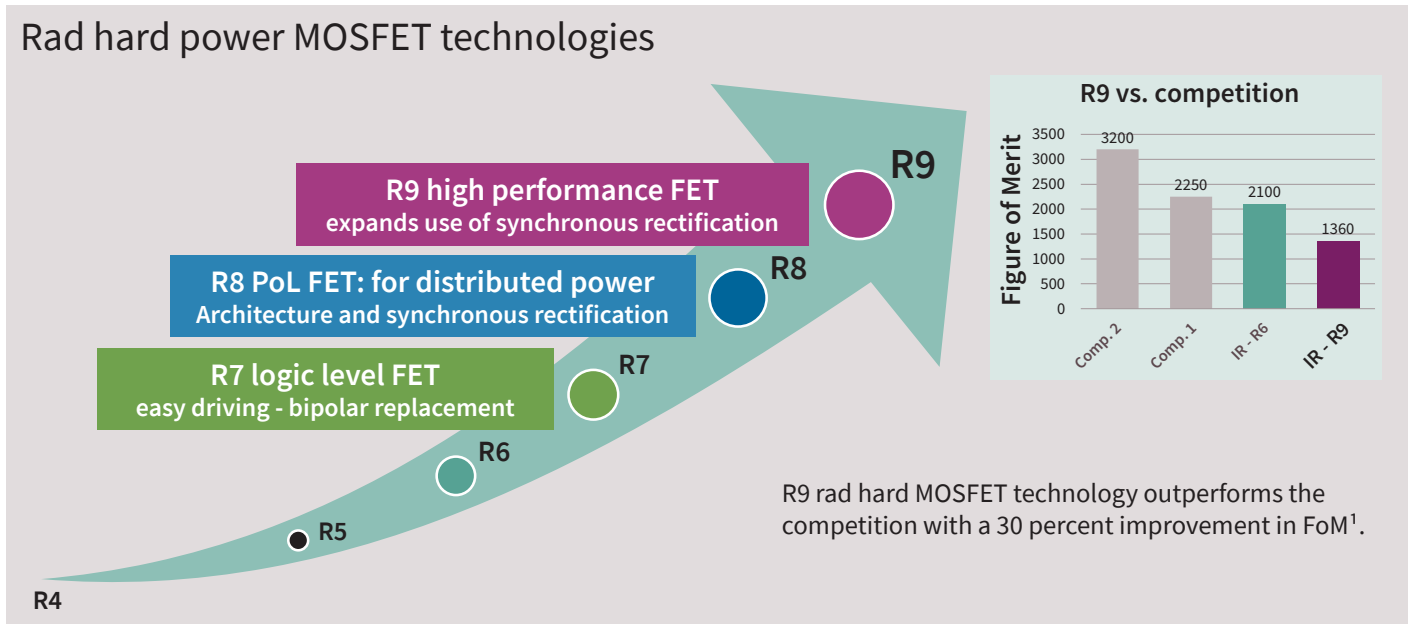 Rad hard power MOSFET technologies
R9 high performance FET
expands use of synchronous rectification
R9
R8 PoL FET: for distributed power
Architecture and synchronous rectification
R8
R7 logic level FET
easy driving - bipolar replacement
R7
R6
R5
R4
R9 vs. competition
Figure of Merit
3500
3000
2500
2000
1500
1000
500
0
3200
2250
2100
1360
Comp. 2
Comp. 1
IR - R6
IR - R9
R9 rad hard MOSFET technology outperforms the
competition with a 30 percent improvement in FoM¹.